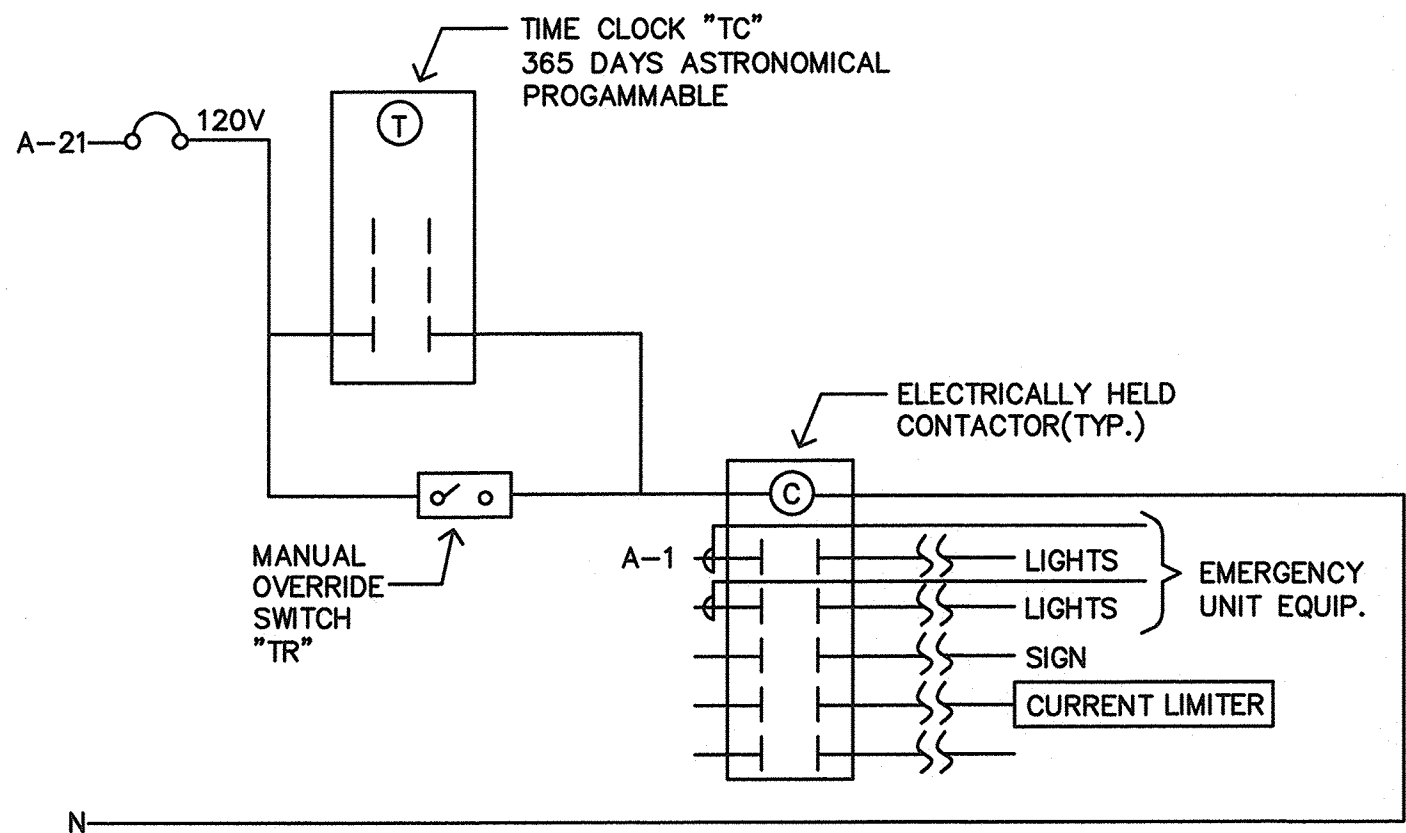 TIME CLOCK "TC"
365 DAYS ASTRONOMICAL
PROGAMMABLE
A-21
120V
T
ELECTRICALLY HELD
CONTACTOR(TYP.)
C
MANUAL
OVERRIDE
SWITCH
"TR"
A-1
LIGHTS
LIGHTS
EMERGENCY
UNIT EQUIP.
SIGN
CURRENT LIMITER
N